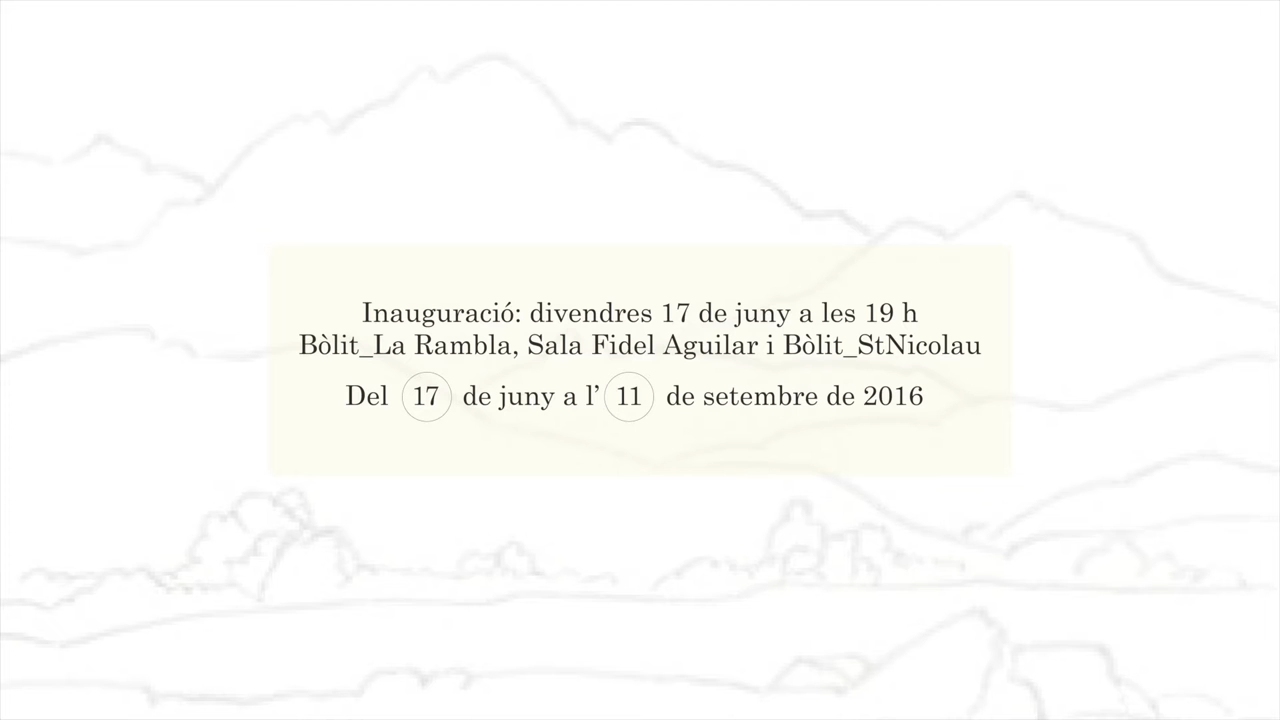 Inauguració: divendres 17 de juny a les 19 h
Bòlit_La Rambla, Sala Fidel Aguilar i Bòlit_StNicolau
Del 17 de juny a l’ 11 de setembre de 2016